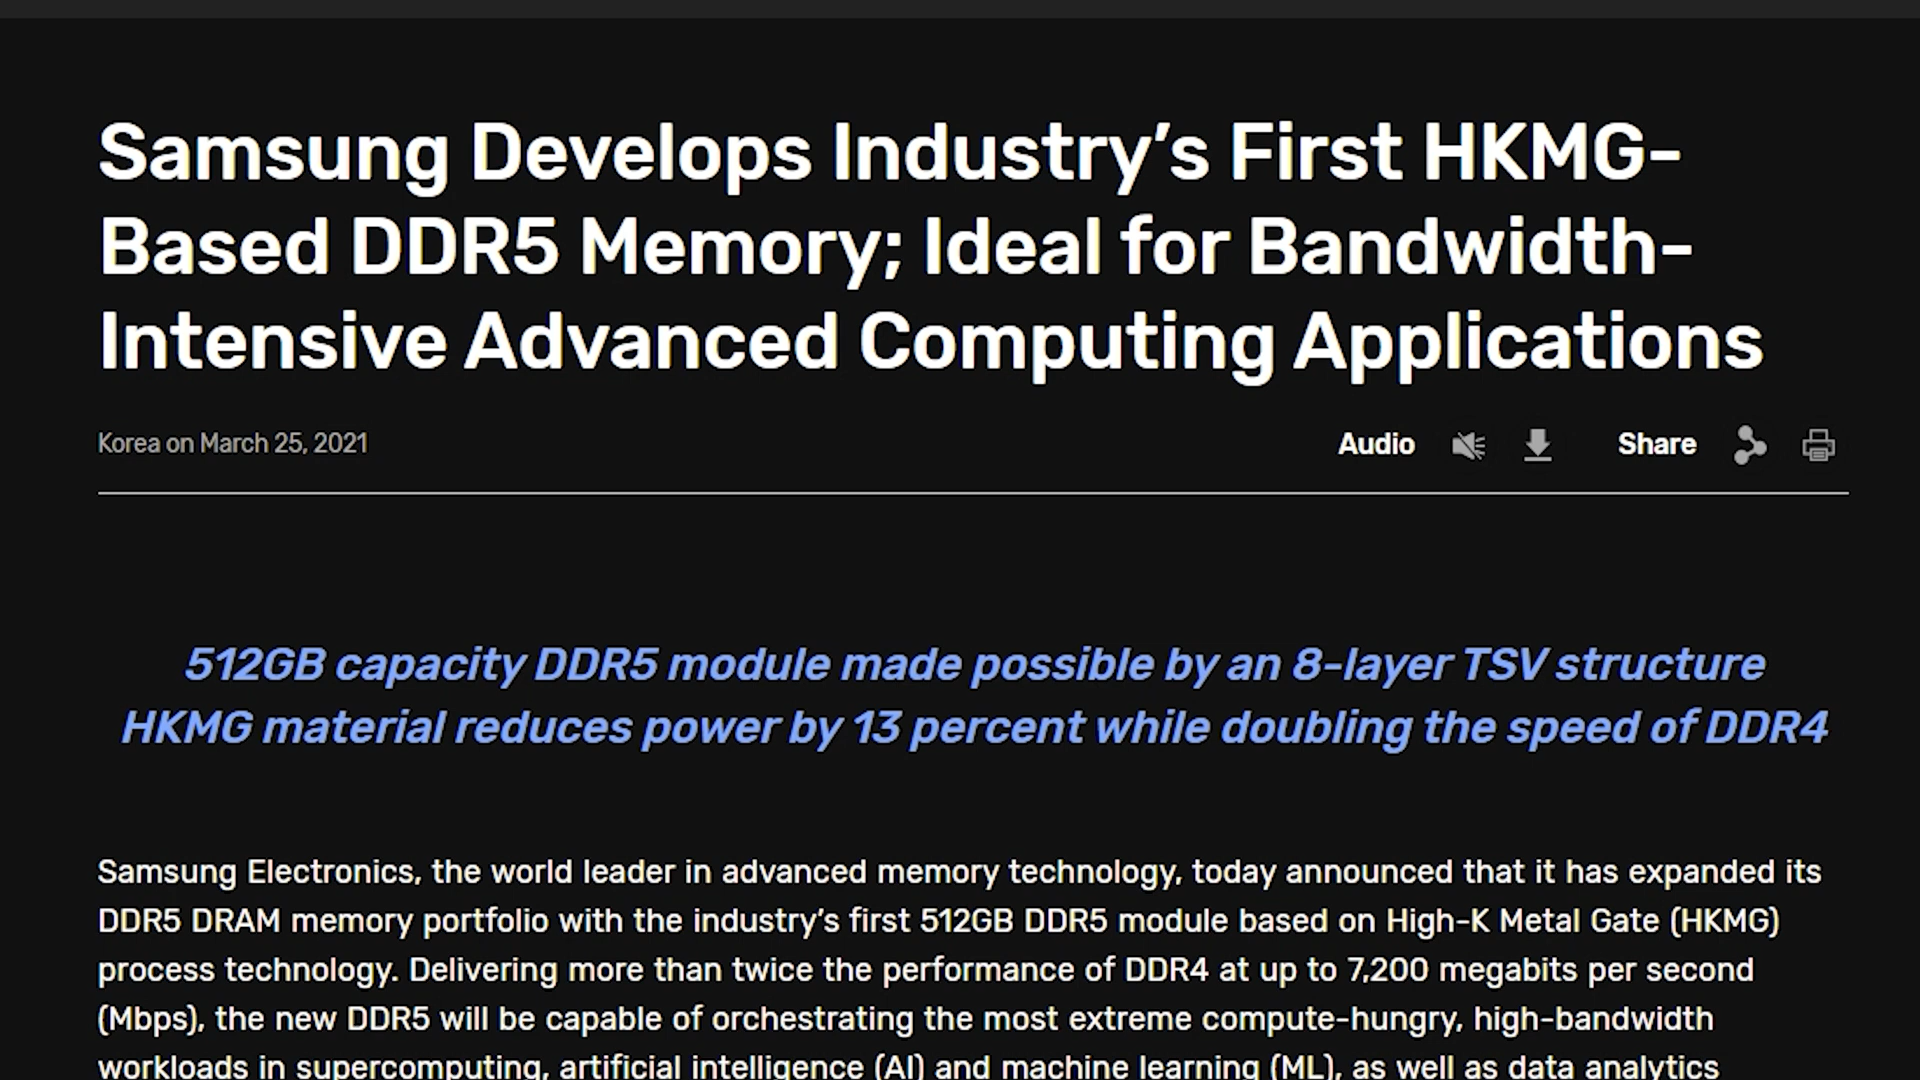 Samsung Develops Industry’s First HKMG-
Based DDR5 Memory; Ideal for Bandwidth-
Intensive Advanced Computing Applications
Korea on March 25, 2021
Audio
Share
512GB capacity DDR5 module made possible by an 8-layer TSV structure
HKMG material reduces power by 13 percent while doubling the speed of DDR4
Samsung Electronics, the world leader in advanced memory technology, today announced that it has expanded its
DDR5 DRAM memory portfolio with the industry’s first 512GB DDR5 module based on High-K Metal Gate (HKMG)
process technology. Delivering more than twice the performance of DDR4 at up to 7,200 megabits per second
(Mbps), the new DDR5 will be capable of orchestrating the most extreme compute-hungry, high-bandwidth
workloads in supercomputing, artificial intelligence (AI) and machine learning (ML), as well as data analytics